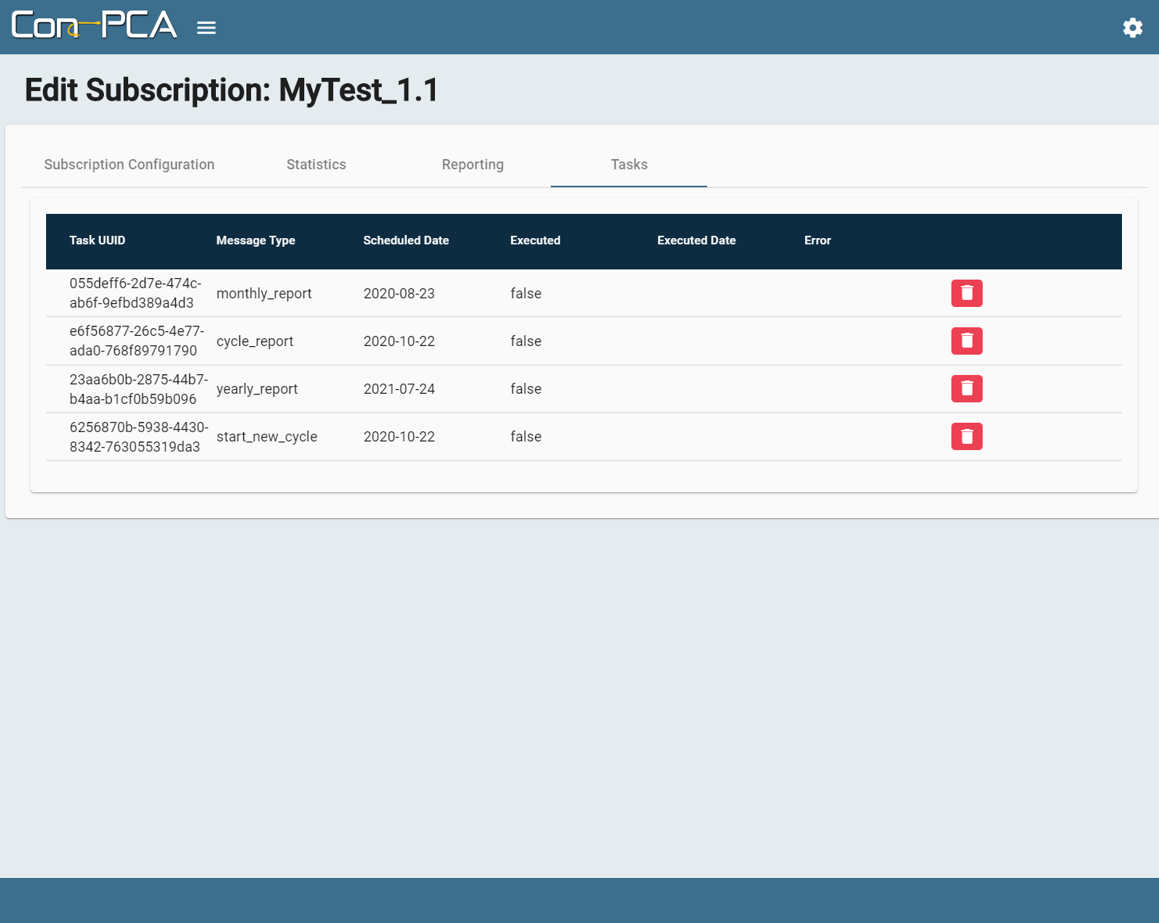 Con-PCA
Edit Subscription: MyTest_1.1
Subscription Configuration Statistics Reporting Tasks
Task UUID Message Type Scheduled Date Executed Executed Date Error
055deff6-2d7e-474c-
ab6f-9efbd389a4d3 monthly_report 2020-08-23 false
e6f56877-26c5-4e77-
ada0-768f89791790 cycle_report 2020-10-22 false
23aa6b0b-2875-44b7-
b4aa-b1cf0b59b096 yearly_report 2021-07-24 false
6256870b-5938-4430-
8342-763055319da3 start_new_cycle 2020-10-22 false